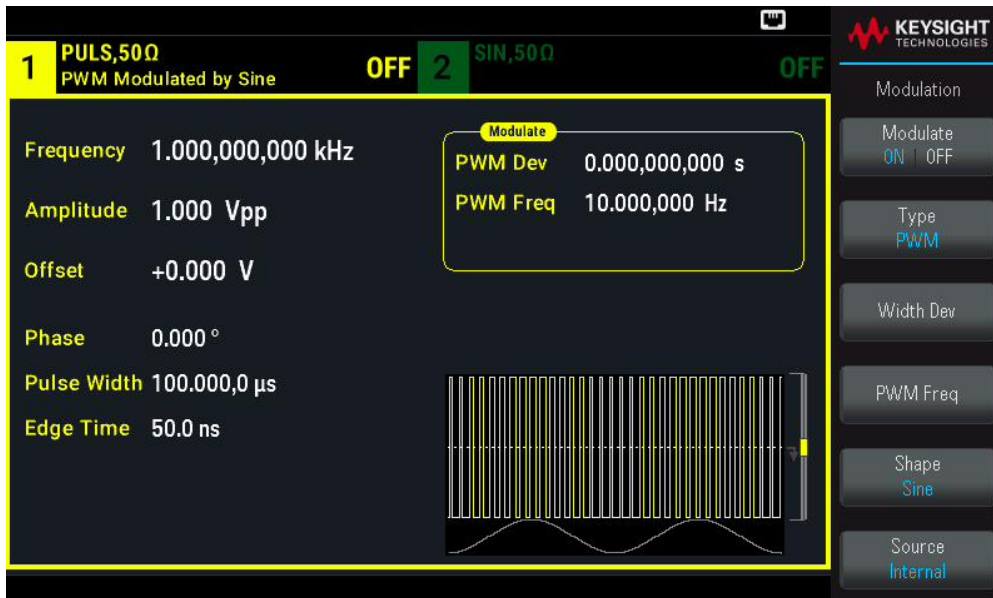 1
PULS,50Ω
PWM Modulated by Sine
OFF
2
SIN,50Ω
OFF
Frequency 1.000,000,000 kHz
Amplitude 1.000 Vpp
Offset +0.000 V
Phase 0.000 °
Pulse Width 100.000,0 µs
Edge Time 50.0 ns
Modulate
PWM Dev 0.000,000,000 s
PWM Freq 10.000,000 Hz
KEYSIGHT
TECHNOLOGIES
Modulation
Modulate
ON | OFF
Type
PWM
Width Dev
PWM Freq
Shape
Sine
Source
Internal